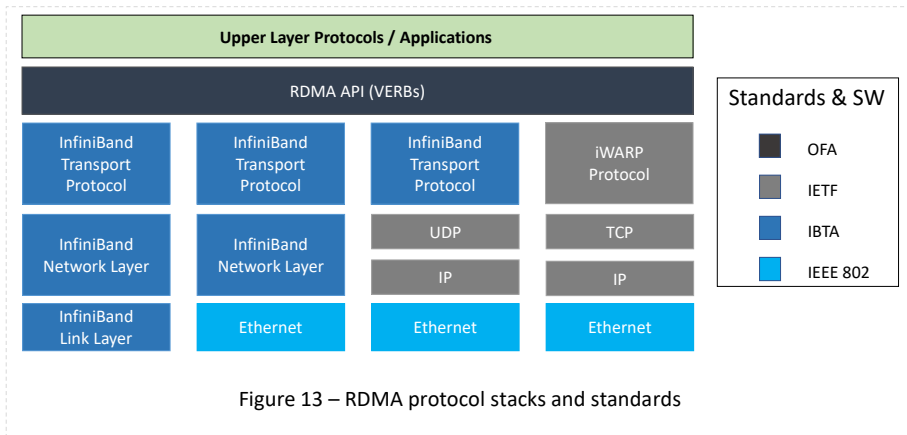 Upper Layer Protocols / Applications
RDMA API (VERBs)
InfiniBand
Transport
Protocol
InfiniBand
Transport
Protocol
InfiniBand
Transport
Protocol
iWARP
Protocol
InfiniBand
Network Layer
InfiniBand
Network Layer
UDP
TCP
IP
IP
InfiniBand
Link Layer
Ethernet
Ethernet
Ethernet
Standards & SW
OFA
IETF
IBTA
IEEE 802
Figure 13 – RDMA protocol stacks and standards